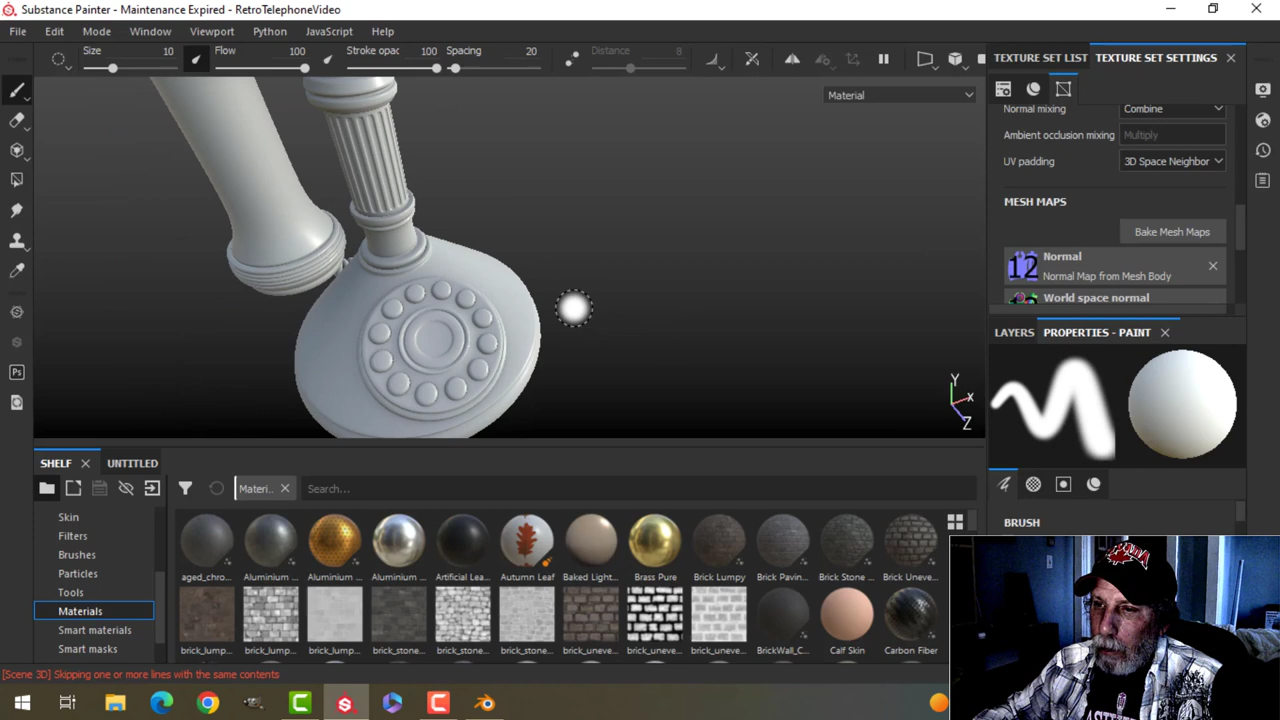 Substance Painter - Maintenance Expired - RetroTelephoneVideo
File Edit Mode Window Viewport Python JavaScript Help
Size 10 Flow 100 Stroke opac 100 Spacing 20 Distance 8
TEXTURE SET LIST TEXTURE SET SETTINGS
Material
Normal mixing Combine
Ambient occlusion mixing Multiply
UV padding 3D Space Neighbor
MESH MAPS
Bake Mesh Maps
12
Normal
Normal Map from Mesh Body
World space normal
LAYERS PROPERTIES - PAINT
Y
X
Z
Ps
SHELF UNTITLED
Materi.. Search...
BRUSH
Skin
Filters
Brushes
Particles
Tools
Materials
Smart materials
Smart masks
aged_chro... Aluminium ... Aluminium ... Aluminium ... Artificial Lea... Autumn Leaf Baked Light... Brass Pure Brick Lumpy Brick Pavin... Brick Stone ... Brick Uneve...
brick_lump... brick_lump... brick_lump... brick_stone... brick_stone... brick_stone... brick_uneve... brick_uneve... brick_uneve... BrickWall_C... Calf Skin Carbon Fiber
[Scene 3D] Skipping one or more lines with the same contents